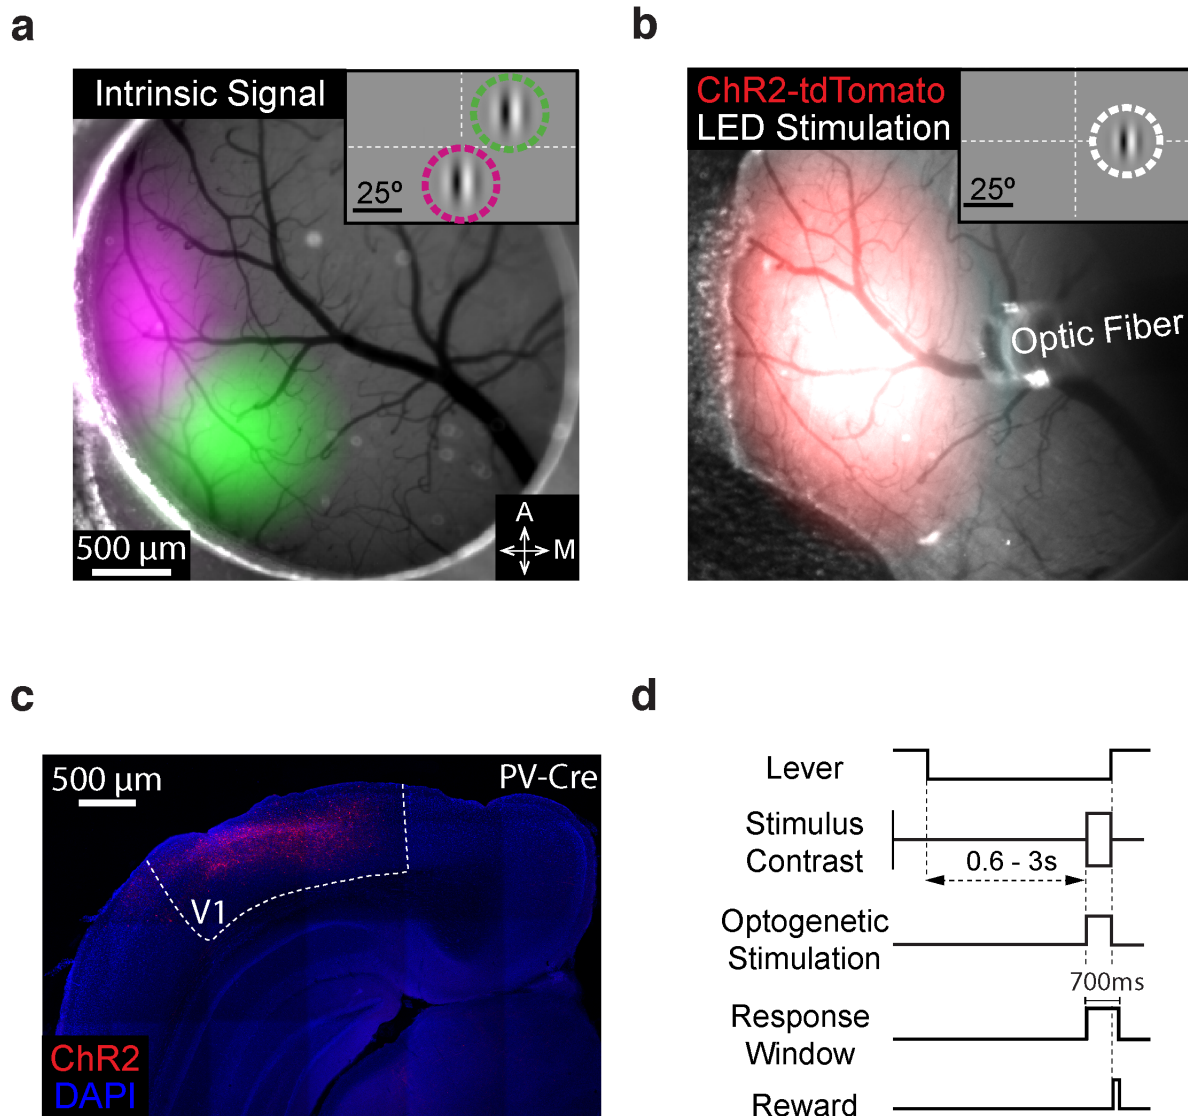 a
Intrinsic Signal
25º
500 µm
A
M
b
ChR2-tdTomato
LED Stimulation
25º
Optic Fiber
c
500 µm
PV-Cre
V1
ChR2
DAPI
d
Lever
Stimulus
Contrast
0.6 - 3s
Optogenetic
Stimulation
700ms
Response
Window
Reward